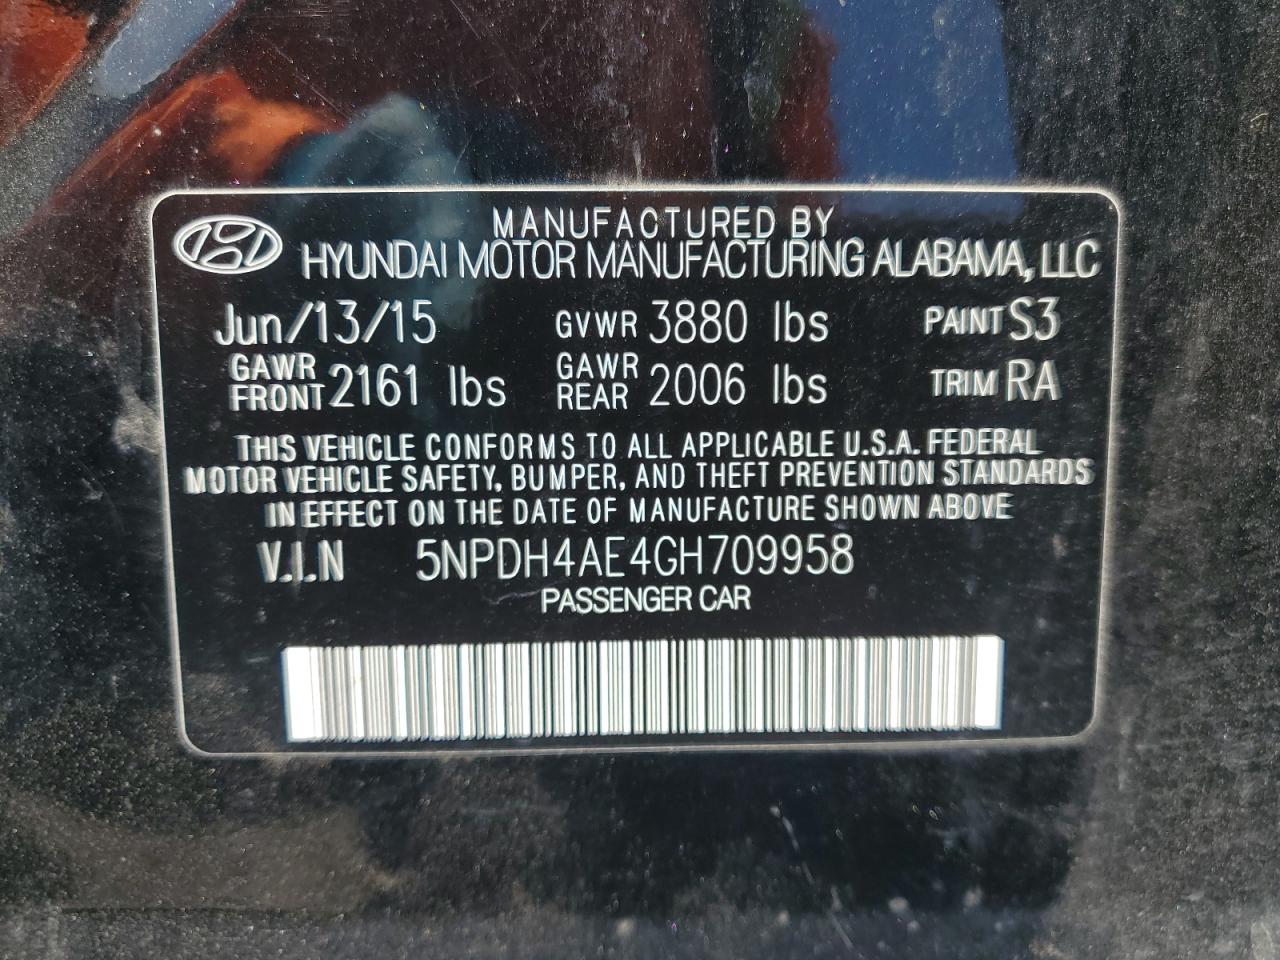 MANUFACTURED BY
HYUNDAI MOTOR MANUFACTURING ALABAMA, LLC
Jun/13/15 GVWR 3880 lbs PAINT S3
GAWR FRONT 2161 lbs GAWR REAR 2006 lbs TRIM RA
THIS VEHICLE CONFORMS TO ALL APPLICABLE U.S.A. FEDERAL
MOTOR VEHICLE SAFETY, BUMPER, AND THEFT PREVENTION STANDARDS
IN EFFECT ON THE DATE OF MANUFACTURE SHOWN ABOVE
V.I.N 5NPDH4AE4GH709958
PASSENGER CAR